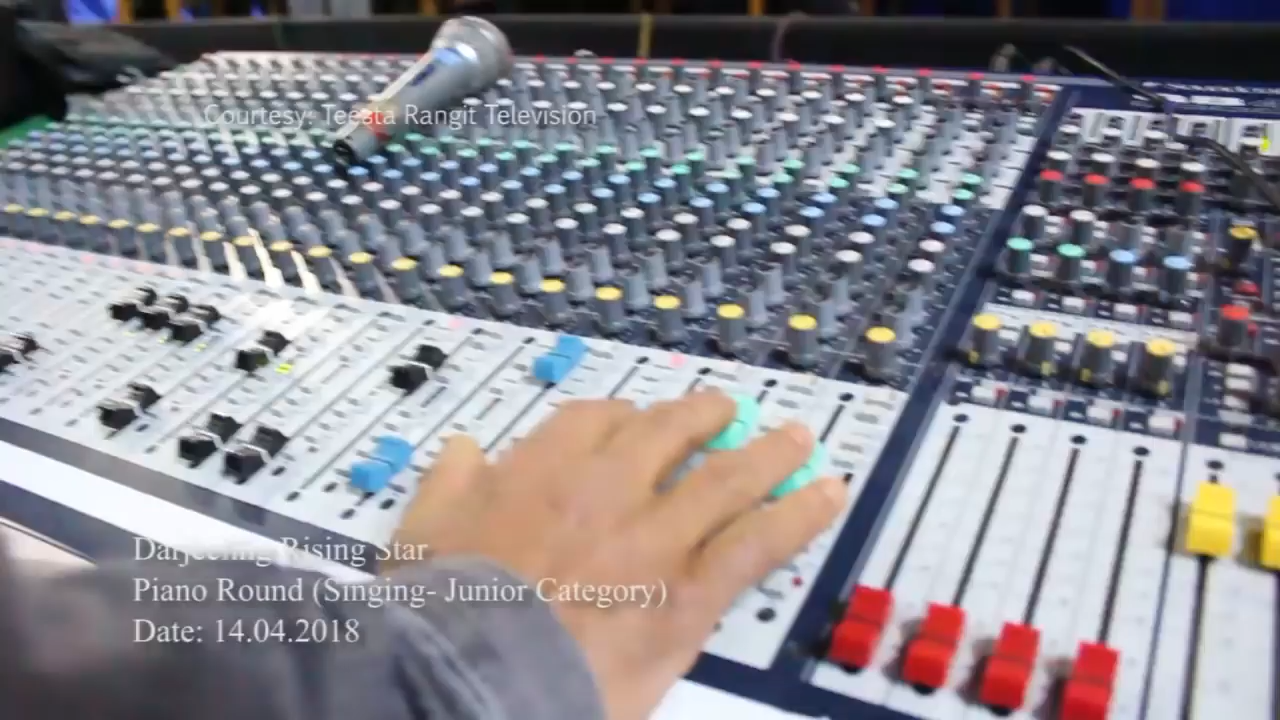 Courtesy: Teesta Rangit Television
Darjeeling Rising Star
Piano Round (Singing- Junior Category)
Date: 14.04.2018